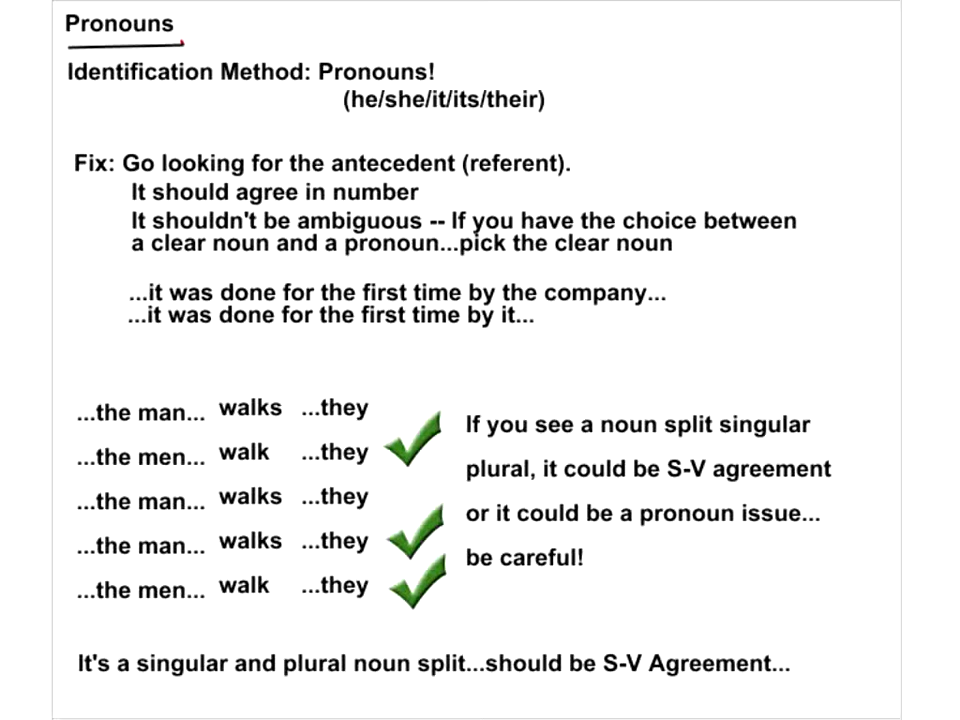 Pronouns
Identification Method: Pronouns!
(he/she/it/its/their)
Fix: Go looking for the antecedent (referent).
It should agree in number
It shouldn't be ambiguous -- If you have the choice between
a clear noun and a pronoun...pick the clear noun
...it was done for the first time by the company...
...it was done for the first time by it...
...the man... walks ...they
...the men... walk ...they
...the man... walks ...they
...the man... walks ...they
...the men... walk ...they
If you see a noun split singular
plural, it could be S-V agreement
or it could be a pronoun issue...
be careful!
It's a singular and plural noun split...should be S-V Agreement...